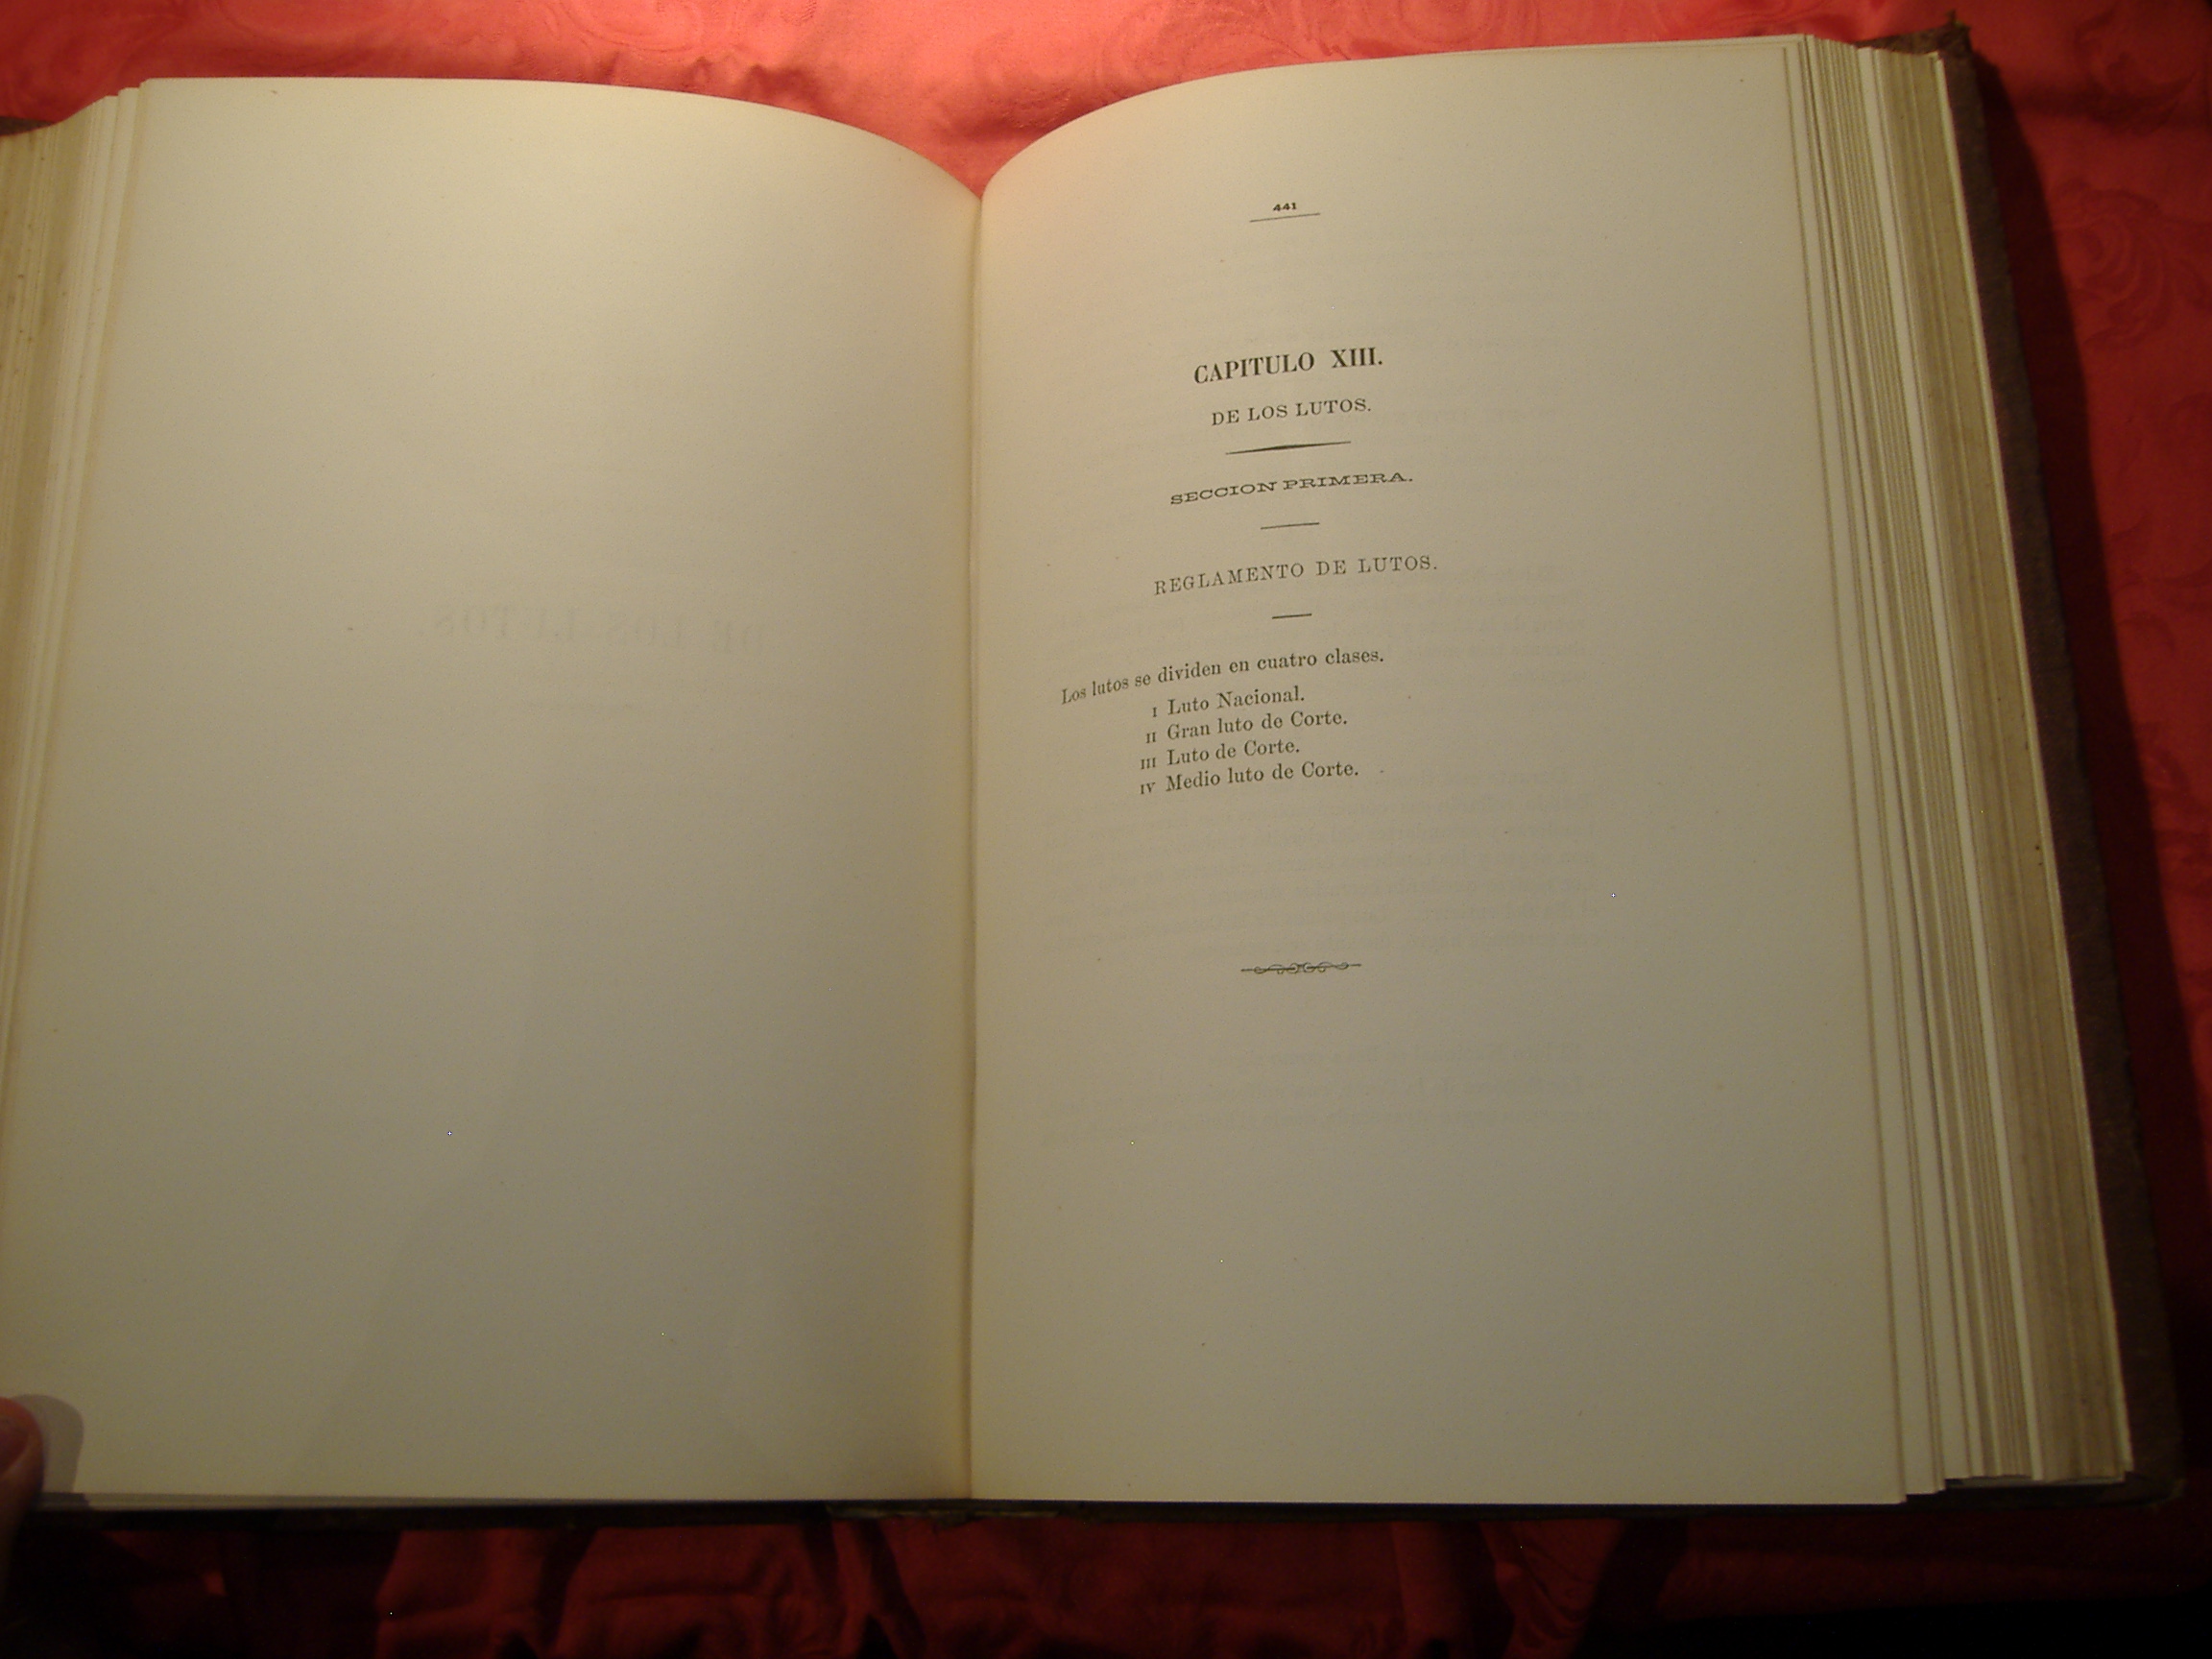 441
CAPITULO XIII.
DE LOS LUTOS.
SECCION PRIMERA.
REGLAMENTO DE LUTOS.
Los lutos se dividen en cuatro clases.
I Luto Nacional.
II Gran luto de Corte.
III Luto de Corte.
IV Medio luto de Corte.